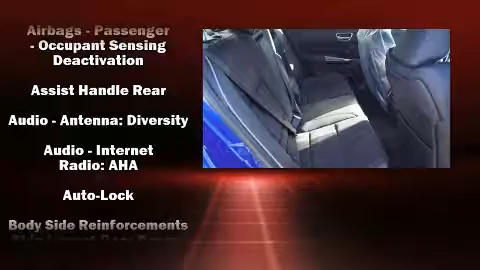 Airbags - Passenger
- Occupant Sensing
Deactivation
Assist Handle Rear
Audio - Antenna: Diversity
Audio - Internet
Radio: AHA
Auto-Lock
Body Side Reinforcements